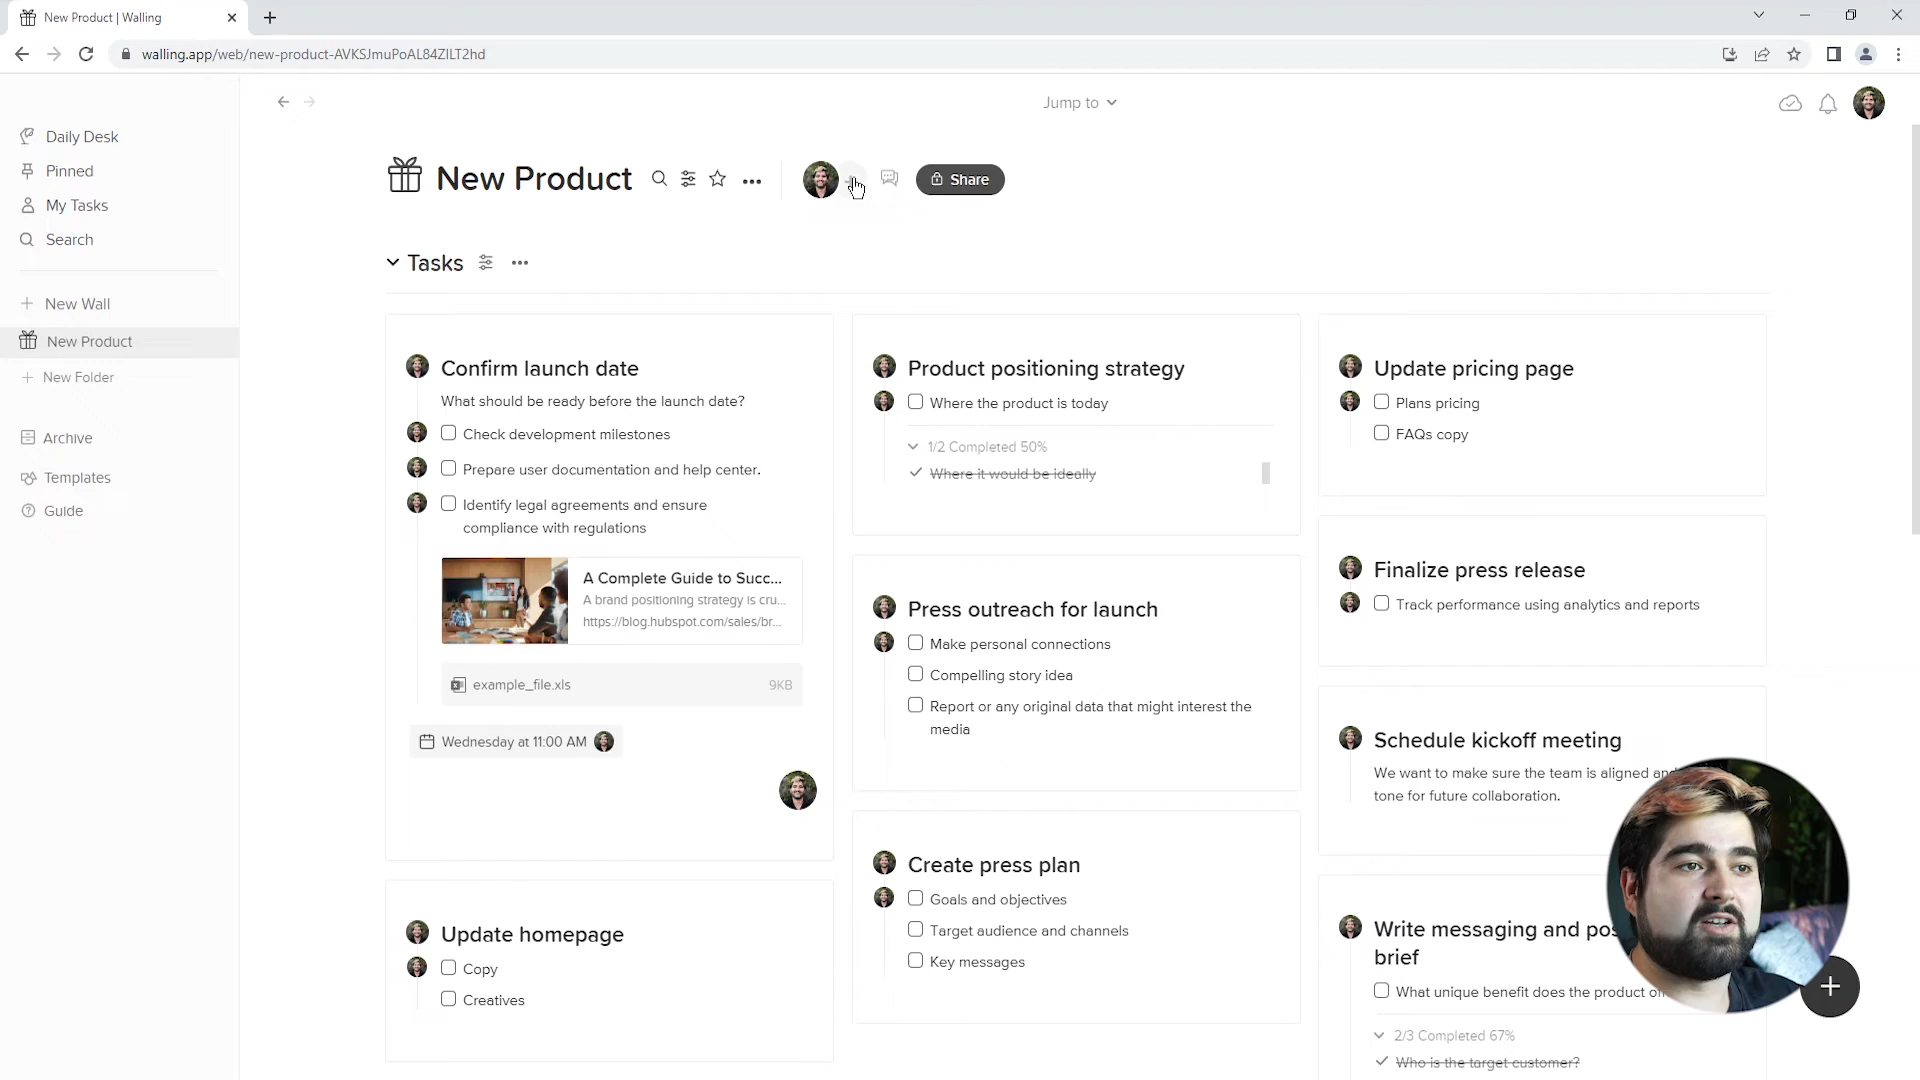 New Product | Walling
walling.app/web/new-product-AVKSJmuPoAL84ZILT2hd
Jump to
Daily Desk
Pinned
My Tasks
Search
New Wall
New Product
New Folder
Archive
Templates
Guide
New Product
Share
Tasks
Confirm launch date
What should be ready before the launch date?
Check development milestones
Prepare user documentation and help center.
Identify legal agreements and ensure
compliance with regulations
A Complete Guide to Succ...
A brand positioning strategy is cru...
https://blog.hubspot.com/sales/br...
example_file.xls
9KB
Wednesday at 11:00 AM
Update homepage
Copy
Creatives
Product positioning strategy
Where the product is today
1/2 Completed 50%
Where it would be ideally
Press outreach for launch
Make personal connections
Compelling story idea
Report or any original data that might interest the
media
Create press plan
Goals and objectives
Target audience and channels
Key messages
Update pricing page
Plans pricing
FAQs copy
Finalize press release
Track performance using analytics and reports
Schedule kickoff meeting
We want to make sure the team is aligned and
tone for future collaboration.
Write messaging and pos
brief
What unique benefit does the product
2/3 Completed 67%
Who is the target customer?